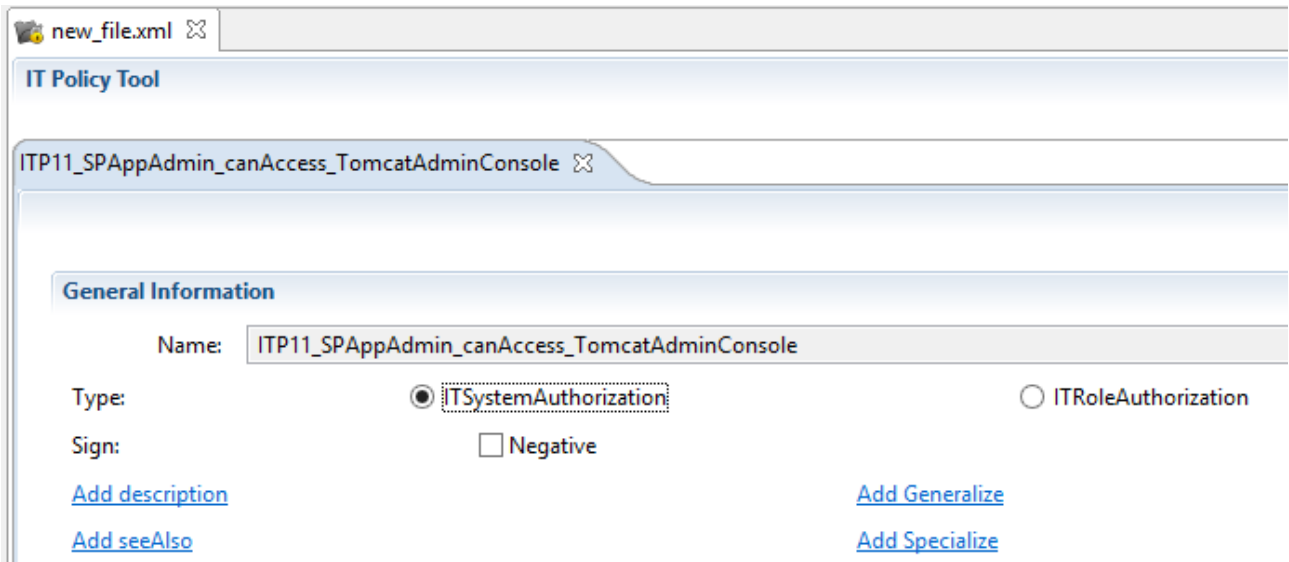 new_file.xml
IT Policy Tool
ITP11_SPAppAdmin_canAccess_TomcatAdminConsole
General Information
Name: ITP11_SPAppAdmin_canAccess_TomcatAdminConsole
Type: ITSystemAuthorization ITRoleAuthorization
Sign: Negative
Add description Add Generalize
Add seeAlso Add Specialize